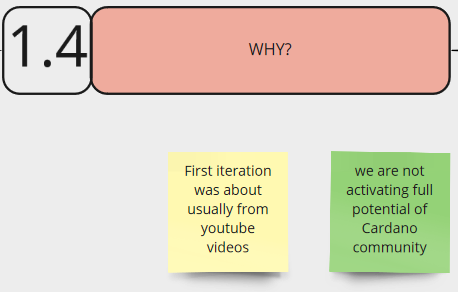 1.4
WHY?
First iteration
was about
usually from
youtube
videos
we are not
activating full
potential of
Cardano
community